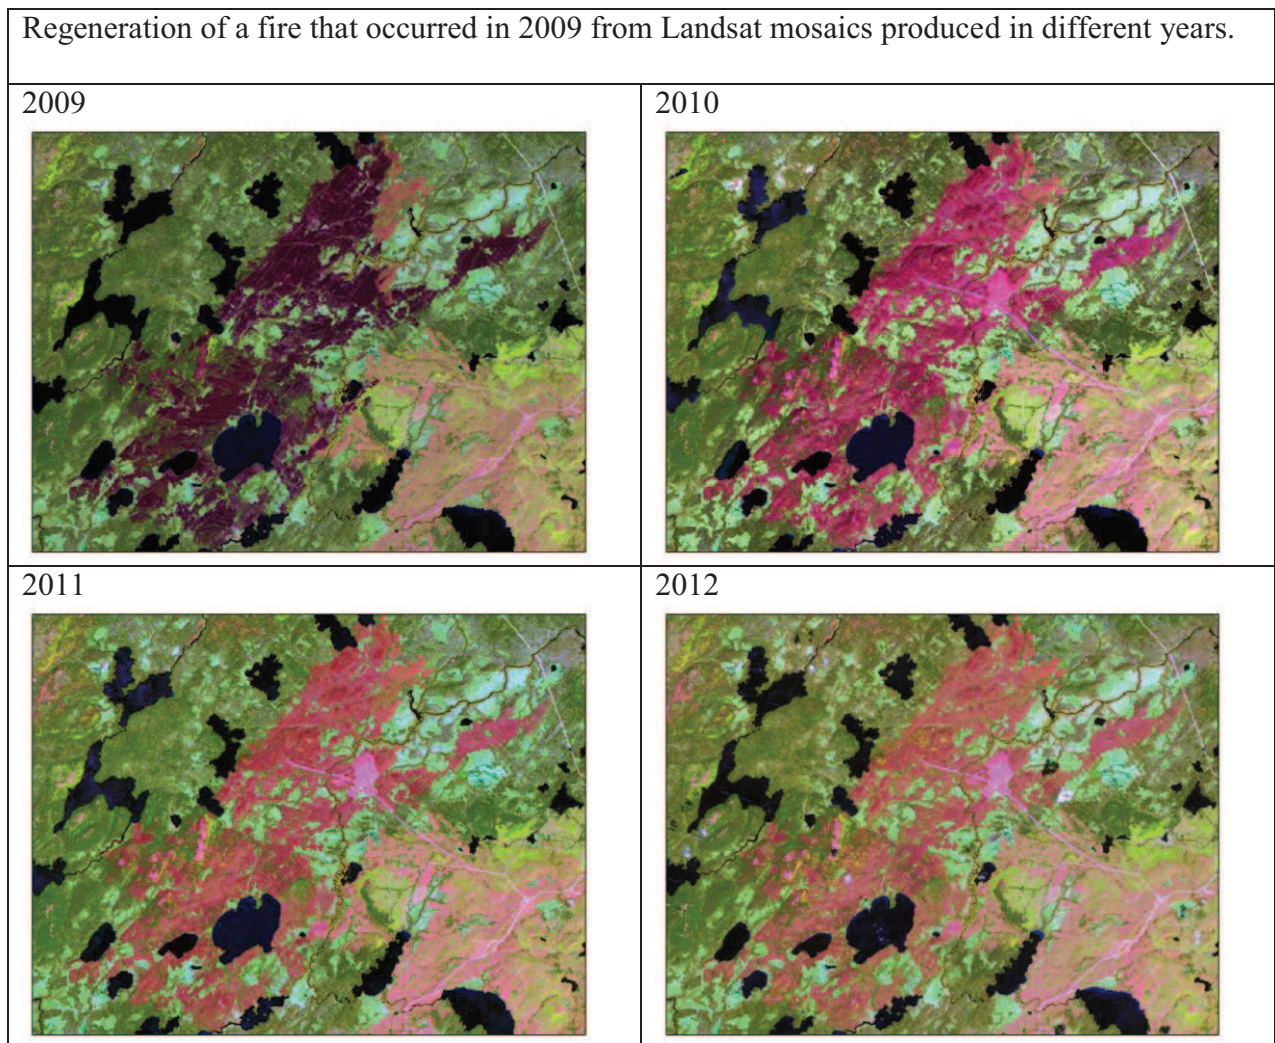 Regeneration of a fire that occurred in 2009 from Landsat mosaics produced in different years.
2009
2010
2011
2012